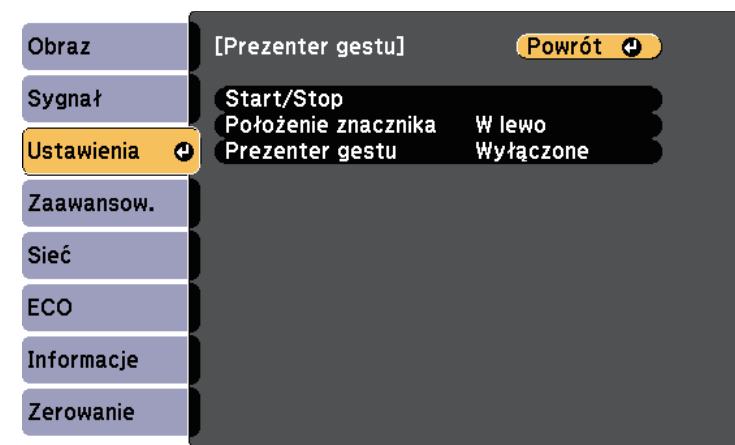 Obraz
Sygnał
Ustawienia
Zaawansow.
Sieć
ECO
Informacje
Zerowanie
[Prezenter gestu] Powrót
Start/Stop
Położenie znacznika W lewo
Prezenter gestu Wyłączone